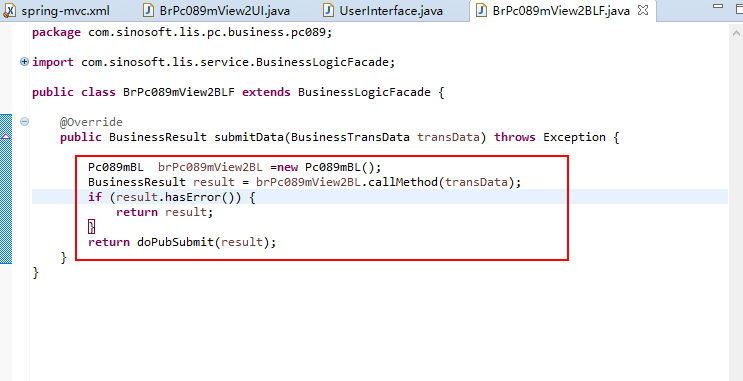 spring-mvc.xml BrPc089mView2UI.java UserInterface.java BrPc089mView2BLF.java
package com.sinosoft.lis.pc.business.pc089;
import com.sinosoft.lis.service.BusinessLogicFacade;
public class BrPc089mView2BLF extends BusinessLogicFacade {
@Override
public BusinessResult submitData(BusinessTransData transData) throws Exception {
Pc089mBL  brPc089mView2BL =new Pc089mBL();
BusinessResult result = brPc089mView2BL.callMethod(transData);
if (result.hasError()) {
return result;
}
return doPubSubmit(result);
}
}